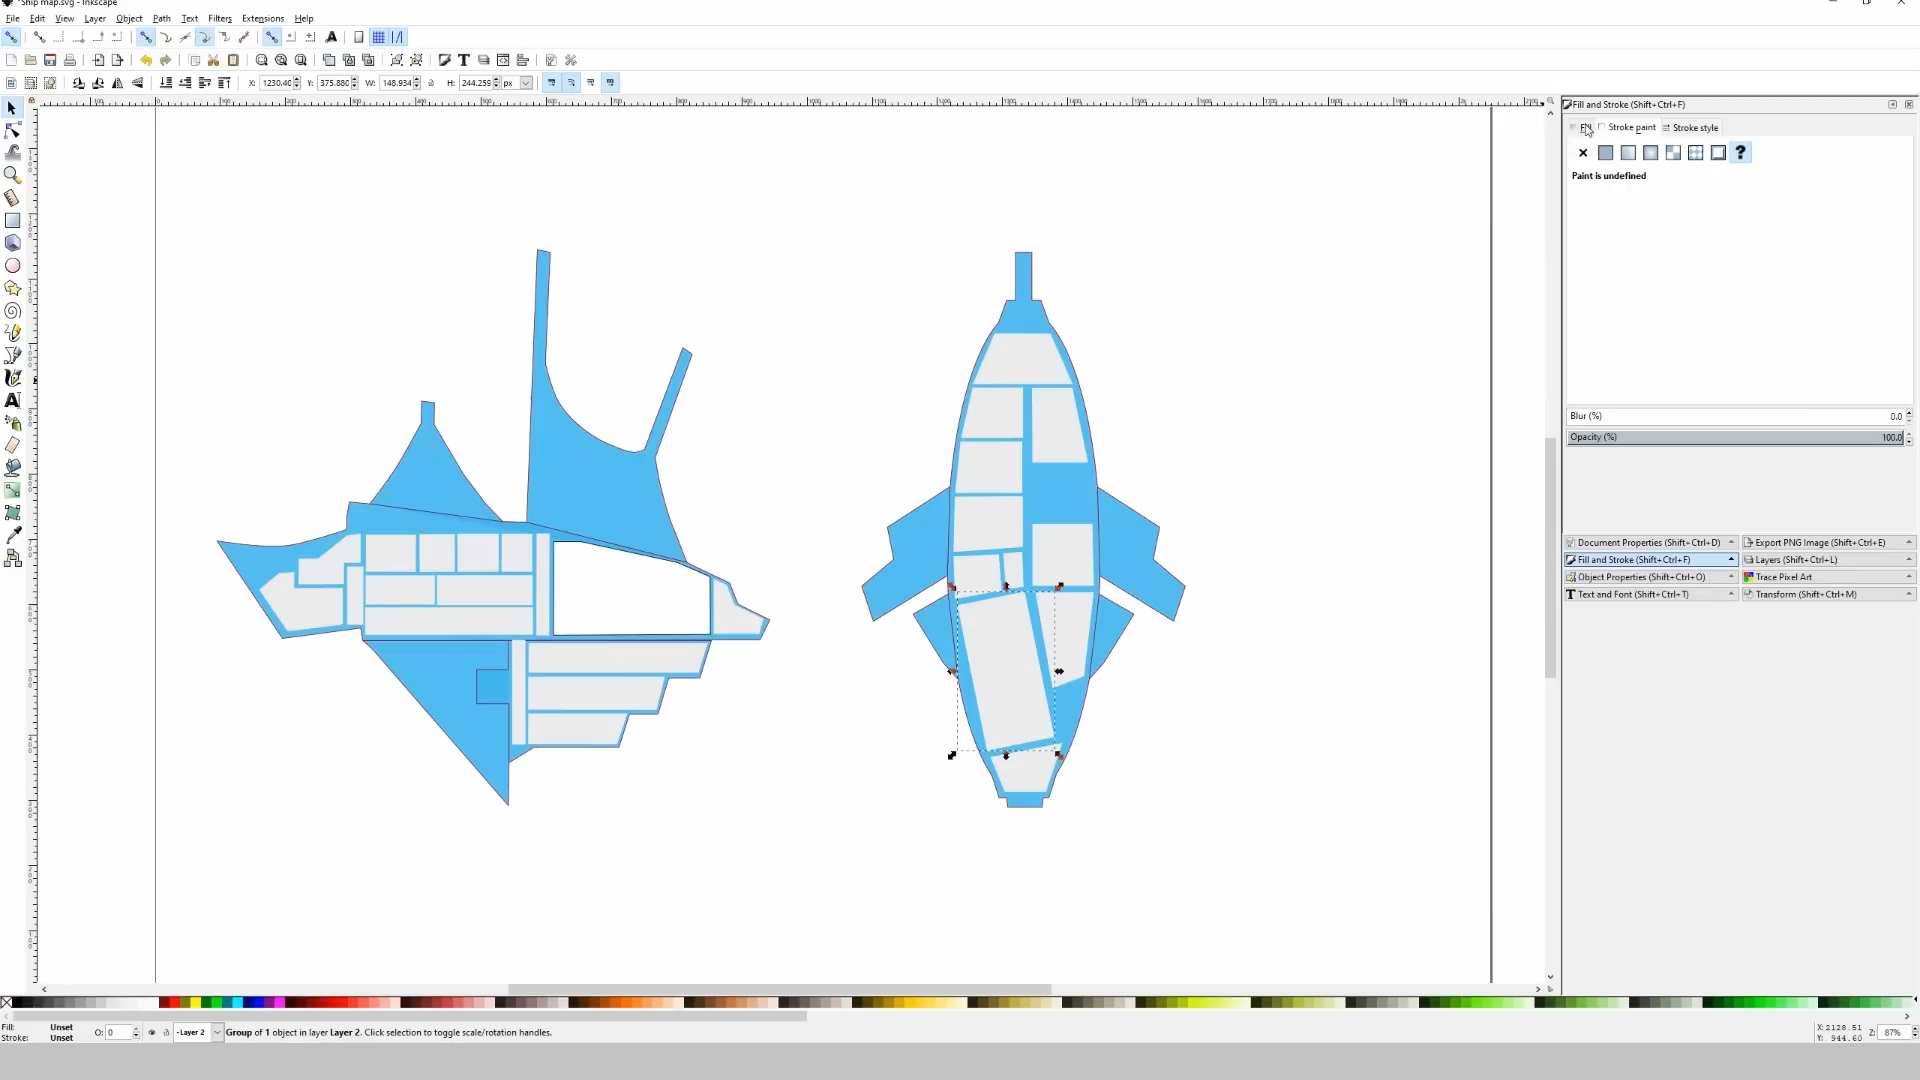 *Ship map.svg - Inkscape
File Edit View Layer Object Path Text Filters Extensions Help
X: 1230.40 Y: 375.880 W: 148.934 H: 244.259 px
Fill and Stroke (Shift+Ctrl+F)
Stroke paint Stroke style
?
Paint is undefined
Blur (%) 0.0
Opacity (%) 100.0
Document Properties (Shift+Ctrl+D) Export PNG Image (Shift+Ctrl+E)
Fill and Stroke (Shift+Ctrl+F) Layers (Shift+Ctrl+L)
Object Properties (Shift+Ctrl+O) Trace Pixel Art
Text and Font (Shift+Ctrl+T) Transform (Shift+Ctrl+M)
Fill: Unset O: 0 -Layer 2 Group of 1 object in layer Layer 2. Click selection to toggle scale/rotation handles. X:2128.51 Z: 87%
Stroke: Unset Y: 944.60